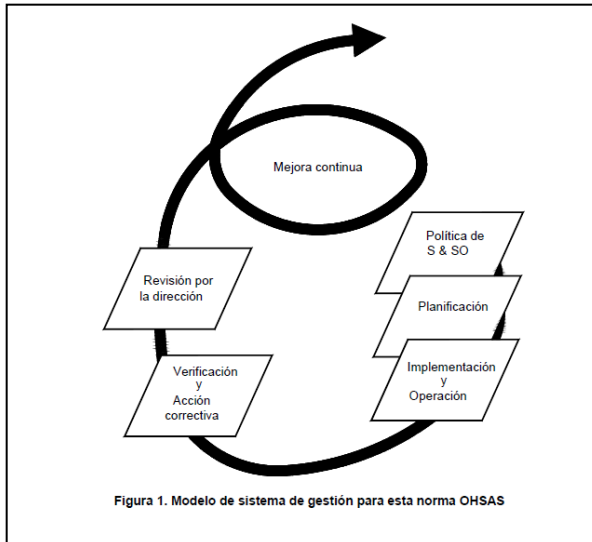 Mejora continua
Política de
S & SO
Planificación
Implementación
y
Operación
Verificación
y
Acción
correctiva
Revisión por
la dirección
Figura 1. Modelo de sistema de gestión para esta norma OHSAS